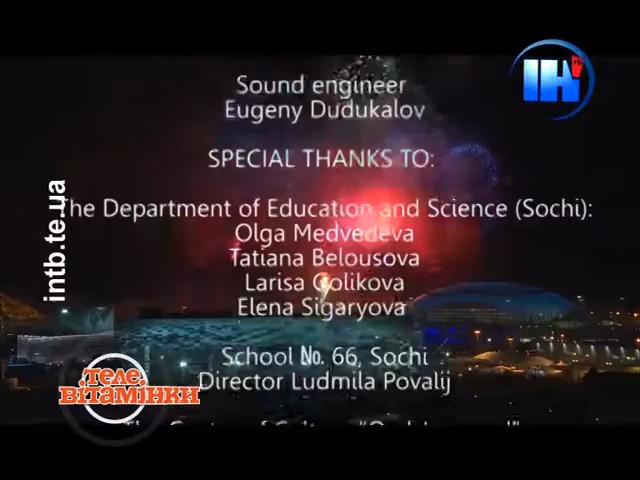 Sound engineer
Eugeny Dudukalov
SPECIAL THANKS TO:
The Department of Education and Science (Sochi):
Olga Medvedeva
Tatiana Belousova
Larisa Golikova
Elena Sigaryova
School №. 66, Sochi
Director Ludmila Povalij
ІН
intb.te.ua
теле
вітамінки